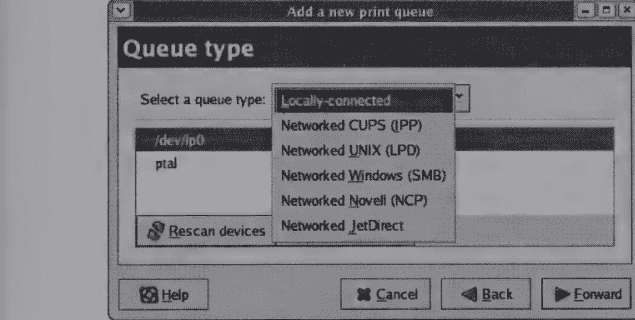 Add a new print queue
Queue type
Select a queue type: Locally-connected
Networked CUPS (IPP)
/dev/lp0
Networked UNIX (LPD)
ptal
Networked Windows (SMB)
Networked Novell (NCP)
Networked JetDirect
Rescan devices
Help
Cancel
Back
Forward